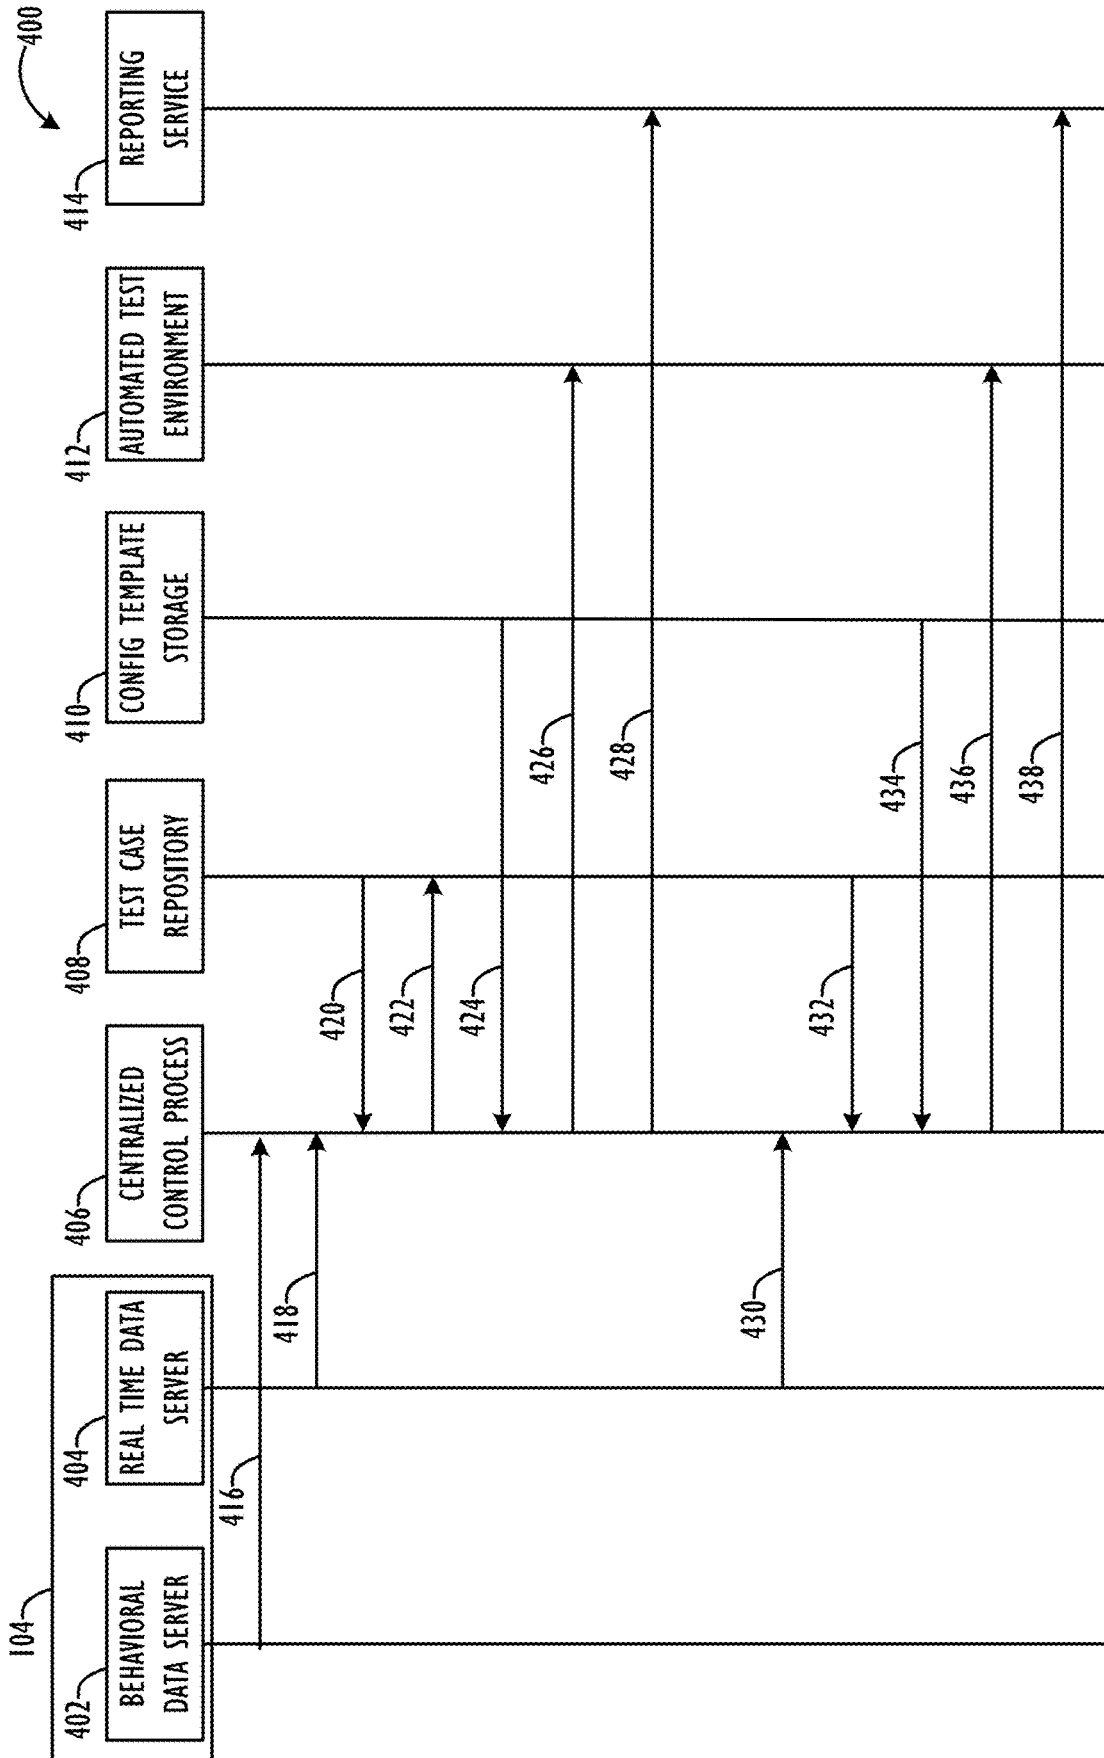 400
104
402
BEHAVIORAL
DATA SERVER
404
REAL TIME DATA
SERVER
406
CENTRALIZED
CONTROL PROCESS
408
TEST CASE
REPOSITORY
410
CONFIG TEMPLATE
STORAGE
412
AUTOMATED TEST
ENVIRONMENT
414
REPORTING
SERVICE
416
418
420
422
424
426
428
430
432
434
436
438